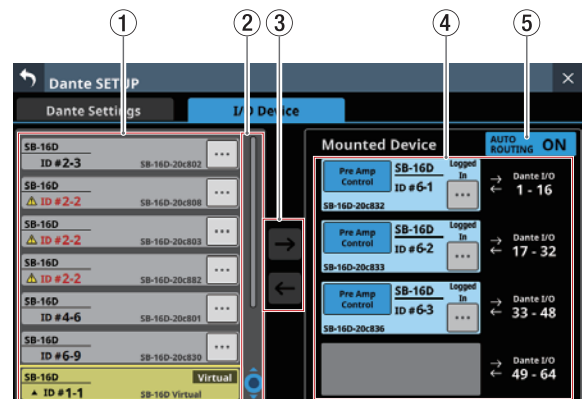 1 2 3 4 5
Dante SETUP ×
Dante Settings I/O Device
SB-16D
ID #2-3 SB-16D-20c802 ...
SB-16D
ID #2-2 SB-16D-20c808 ...
SB-16D
ID #2-2 SB-16D-20c803 ...
SB-16D
ID #2-2 SB-16D-20c882 ...
SB-16D
ID #4-6 SB-16D-20c801 ...
SB-16D
ID #6-9 SB-16D-20c830 ...
SB-16D Virtual
▲ ID #1-1 SB-16D Virtual
→
←
Mounted Device
AUTO
ROUTING ON
Pre Amp
Control
SB-16D
ID #6-1
Logged
In
...
SB-16D-20c832
→
←
Dante I/O
1 - 16
Pre Amp
Control
SB-16D
ID #6-2
Logged
In
...
SB-16D-20c833
→
←
Dante I/O
17 - 32
Pre Amp
Control
SB-16D
ID #6-3
Logged
In
...
SB-16D-20c836
→
←
Dante I/O
33 - 48
→
←
Dante I/O
49 - 64